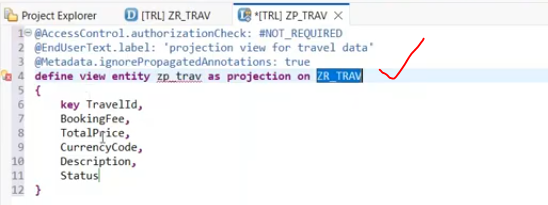 Project Explorer [TRL] ZR_TRAV *[TRL] ZP_TRAV
1 @AccessControl.authorizationCheck: #NOT_REQUIRED
2 @EndUserText.label: 'projection view for travel data'
3 @Metadata.ignorePropagatedAnnotations: true
4 define view entity zp_trav as projection on ZR_TRAV
5 {
6 key TravelId,
7 BookingFee,
8 TotalPrice,
9 CurrencyCode,
10 Description,
11 Status
12 }